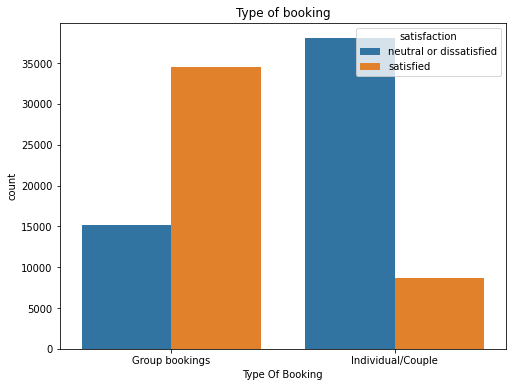 Type of booking
satisfaction
neutral or dissatisfied
satisfied
count
35000
30000
25000
20000
15000
10000
5000
0
Group bookings
Individual/Couple
Type Of Booking